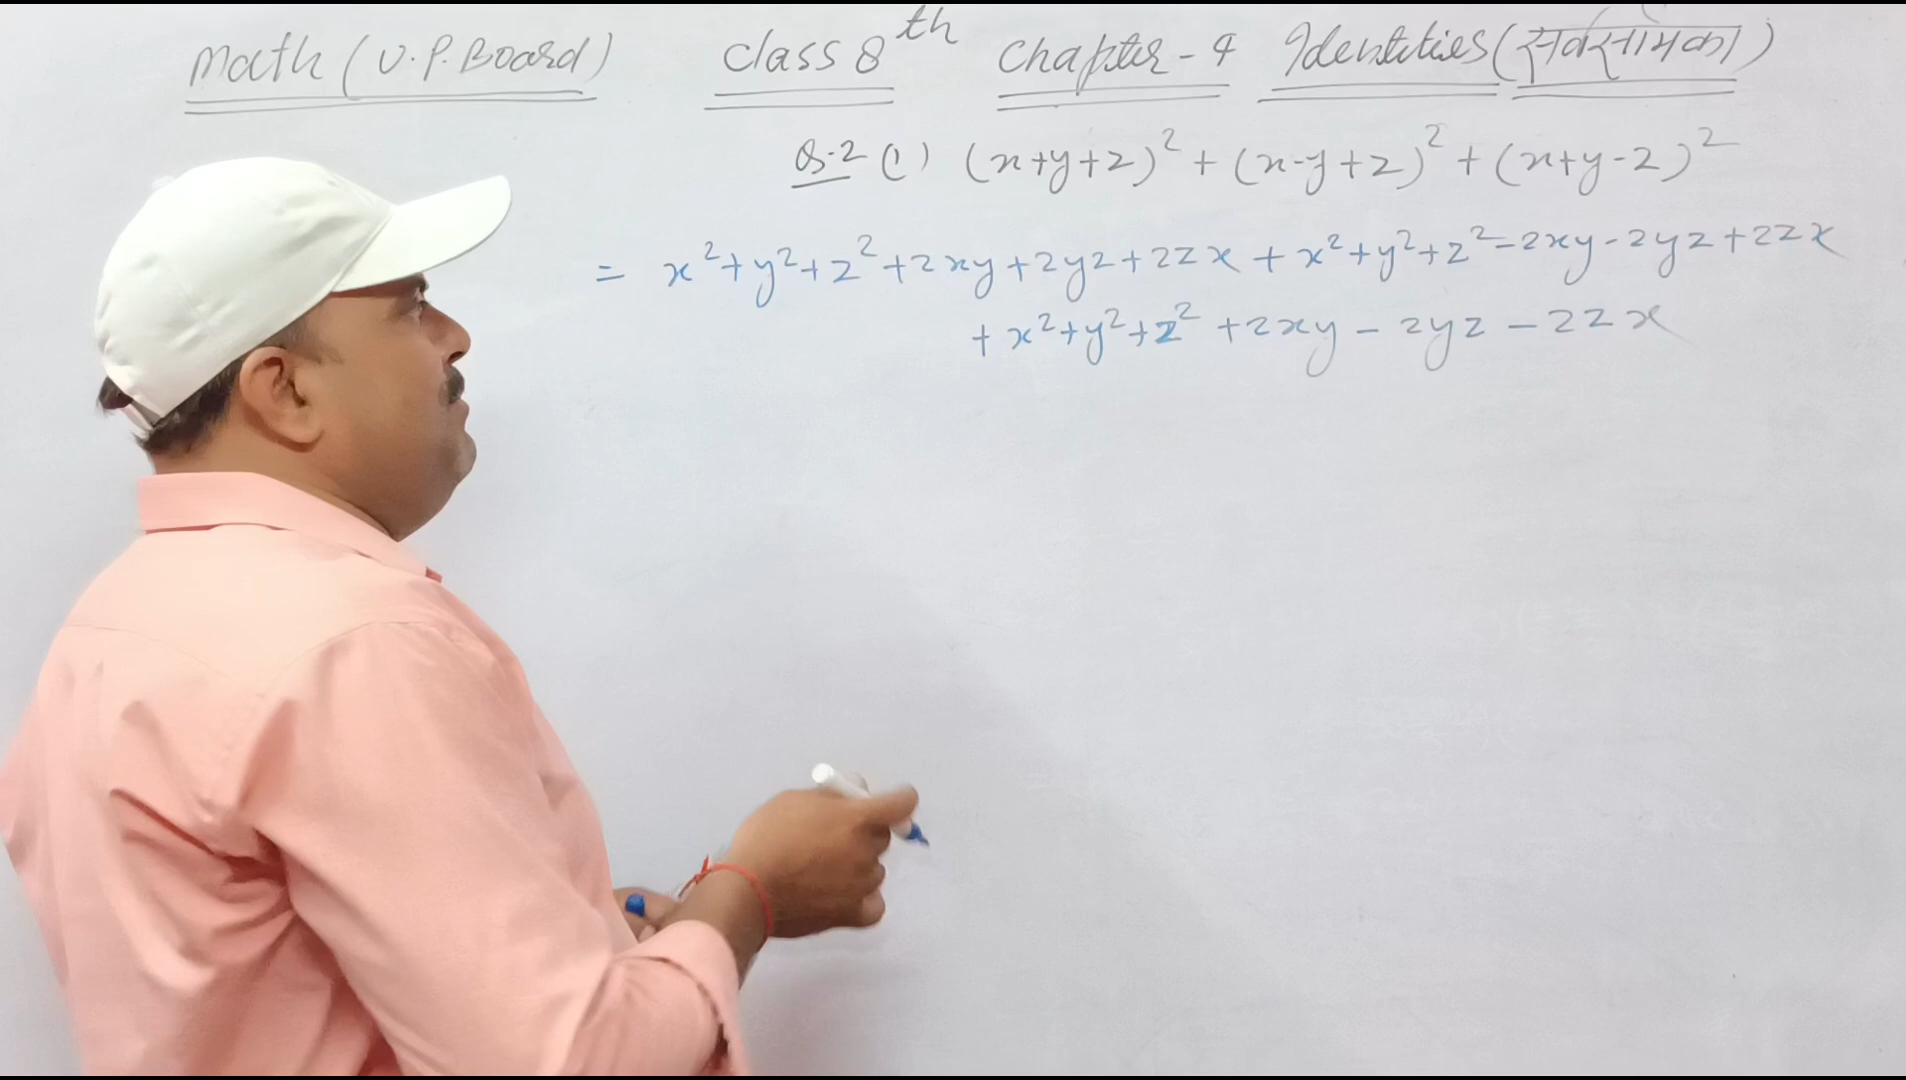 Math (U.P. Board) Class 8th Chapter-4 Identities (सर्वसमिका)
Q.2 (i) (x+y+z)² + (x-y+z)² + (x+y-z)²
= x²+y²+z²+2xy+2yz+2zx + x²+y²+z²-2xy-2yz+2zx
+ x²+y²+z² +2xy - 2yz - 2zx